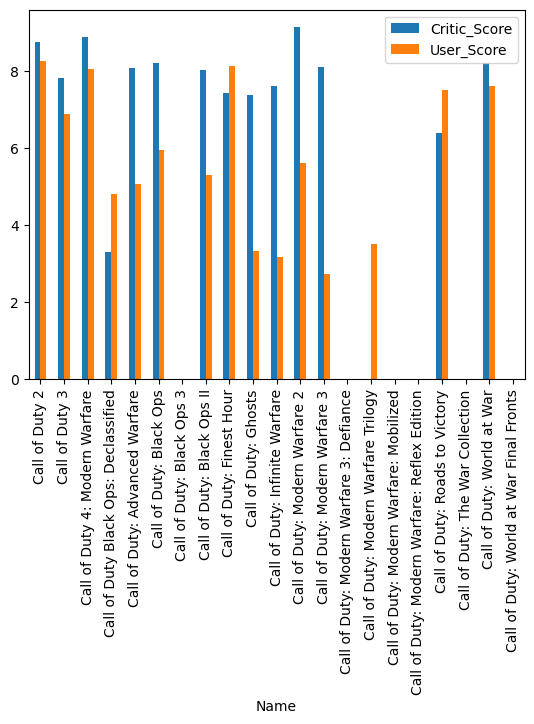 Critic_Score
User_Score
8
6
4
2
0
Call of Duty 2
Call of Duty 3
Call of Duty 4: Modern Warfare
Call of Duty Black Ops: Declassified
Call of Duty: Advanced Warfare
Call of Duty: Black Ops
Call of Duty: Black Ops 3
Call of Duty: Black Ops II
Call of Duty: Finest Hour
Call of Duty: Ghosts
Call of Duty: Infinite Warfare
Call of Duty: Modern Warfare 2
Call of Duty: Modern Warfare 3
Call of Duty: Modern Warfare 3: Defiance
Call of Duty: Modern Warfare Trilogy
Call of Duty: Modern Warfare: Mobilized
Call of Duty: Modern Warfare: Reflex Edition
Call of Duty: Roads to Victory
Call of Duty: The War Collection
Call of Duty: World at War
Call of Duty: World at War Final Fronts
Name